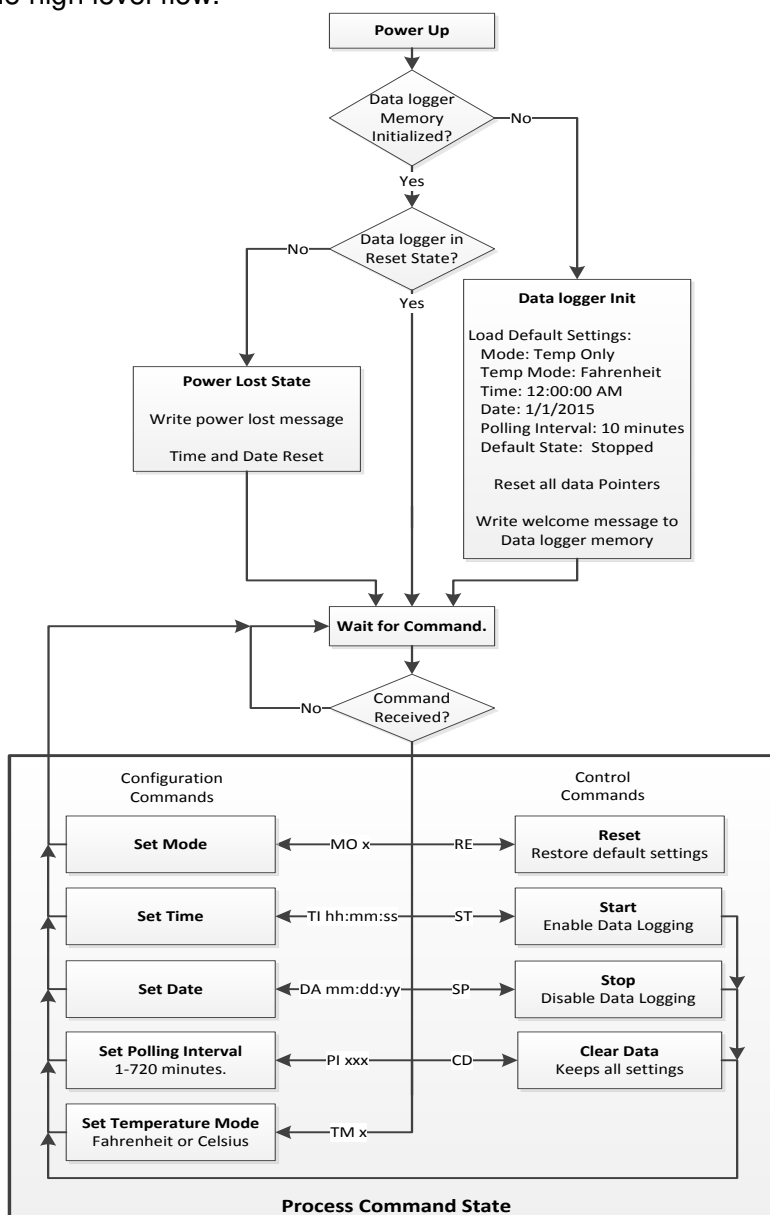 Power Up
Data logger
Memory
Initialized?
No
Yes
Data logger in
Reset State?
No
Yes
Data logger Init
Load Default Settings:
Mode: Temp Only
Temp Mode: Fahrenheit
Time: 12:00:00 AM
Date: 1/1/2015
Polling Interval: 10 minutes
Default State: Stopped
Reset all data Pointers
Write welcome message to
Data logger memory
Power Lost State
Write power lost message
Time and Date Reset
Wait for Command.
Command
Received?
No
Configuration
Commands
Control
Commands
Set Mode
MO x
RE
Reset
Restore default settings
Set Time
TI hh:mm:ss
ST
Start
Enable Data Logging
Set Date
DA mm:dd:yy
SP
Stop
Disable Data Logging
Set Polling Interval
1-720 minutes.
PI xxx
CD
Clear Data
Keeps all settings
Set Temperature Mode
Fahrenheit or Celsius
TM x
Process Command State